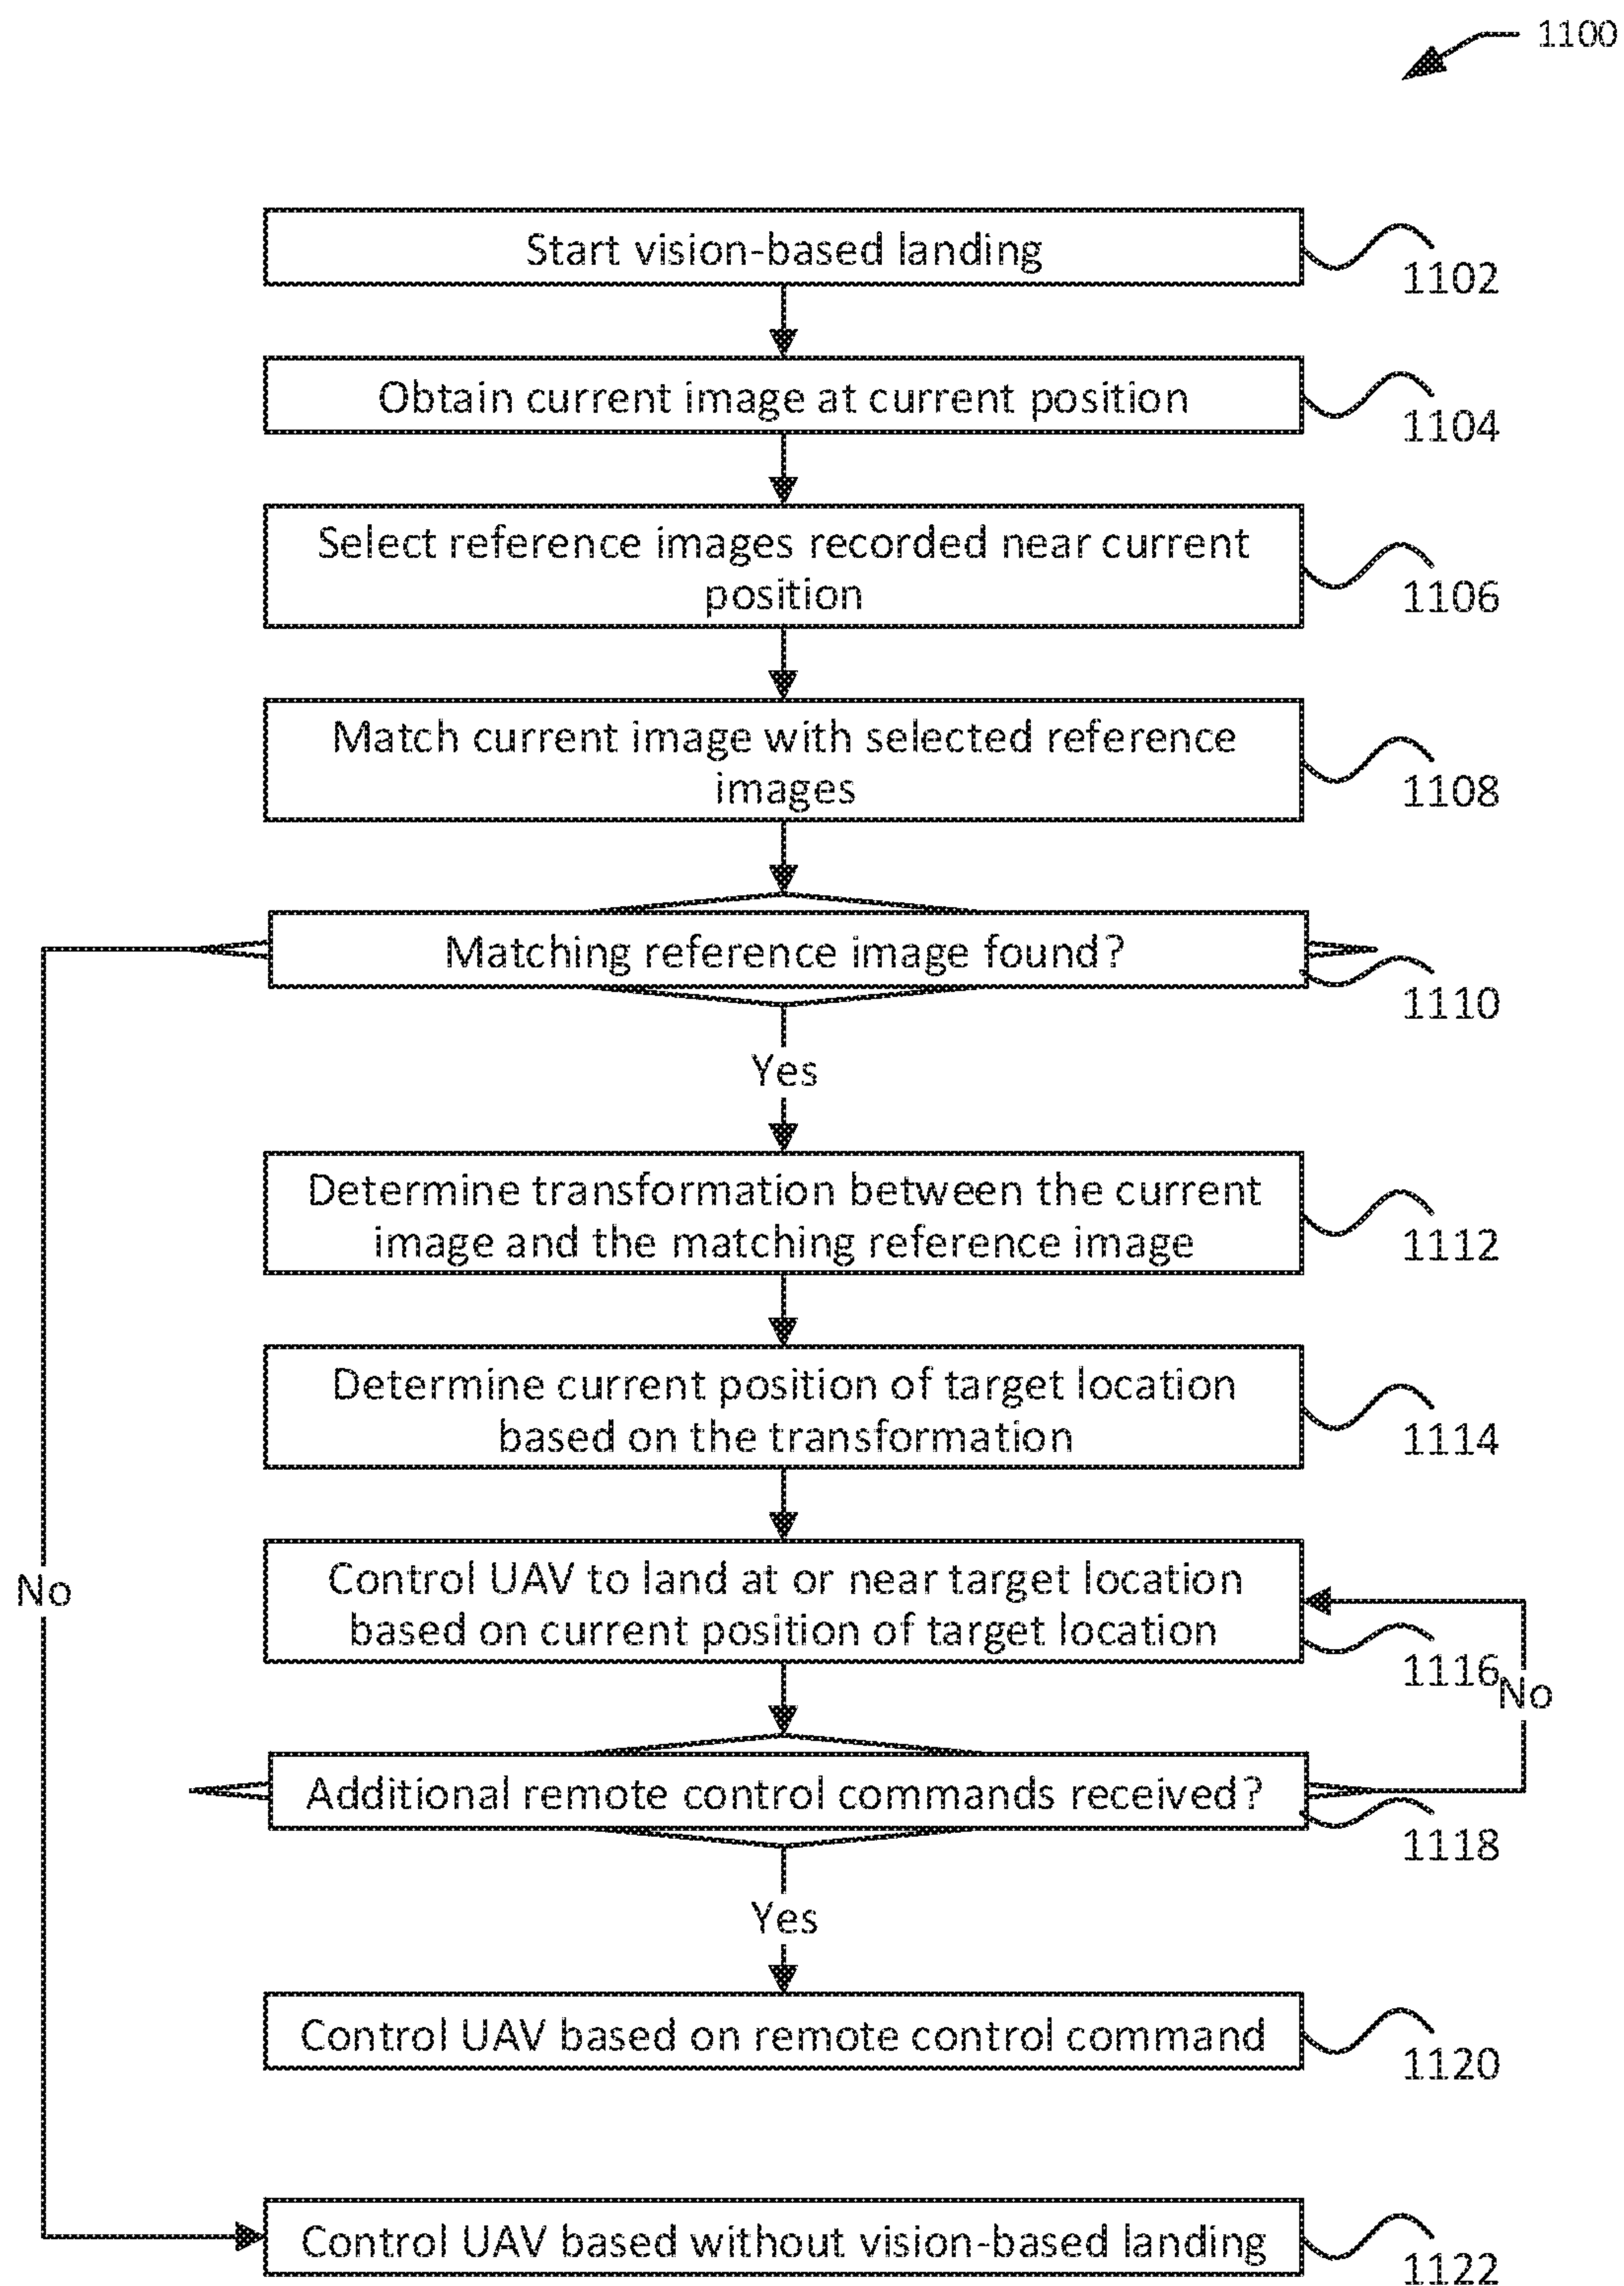 1100
Start vision-based landing
1102
Obtain current image at current position
1104
Select reference images recorded near current
position
1106
Match current image with selected reference
images
1108
Matching reference image found?
1110
Yes
Determine transformation between the current
image and the matching reference image
1112
Determine current position of target location
based on the transformation
1114
Control UAV to land at or near target location
based on current position of target location
No
1116
No
Additional remote control commands received?
1118
Yes
Control UAV based on remote control command
1120
Control UAV based without vision-based landing
1122